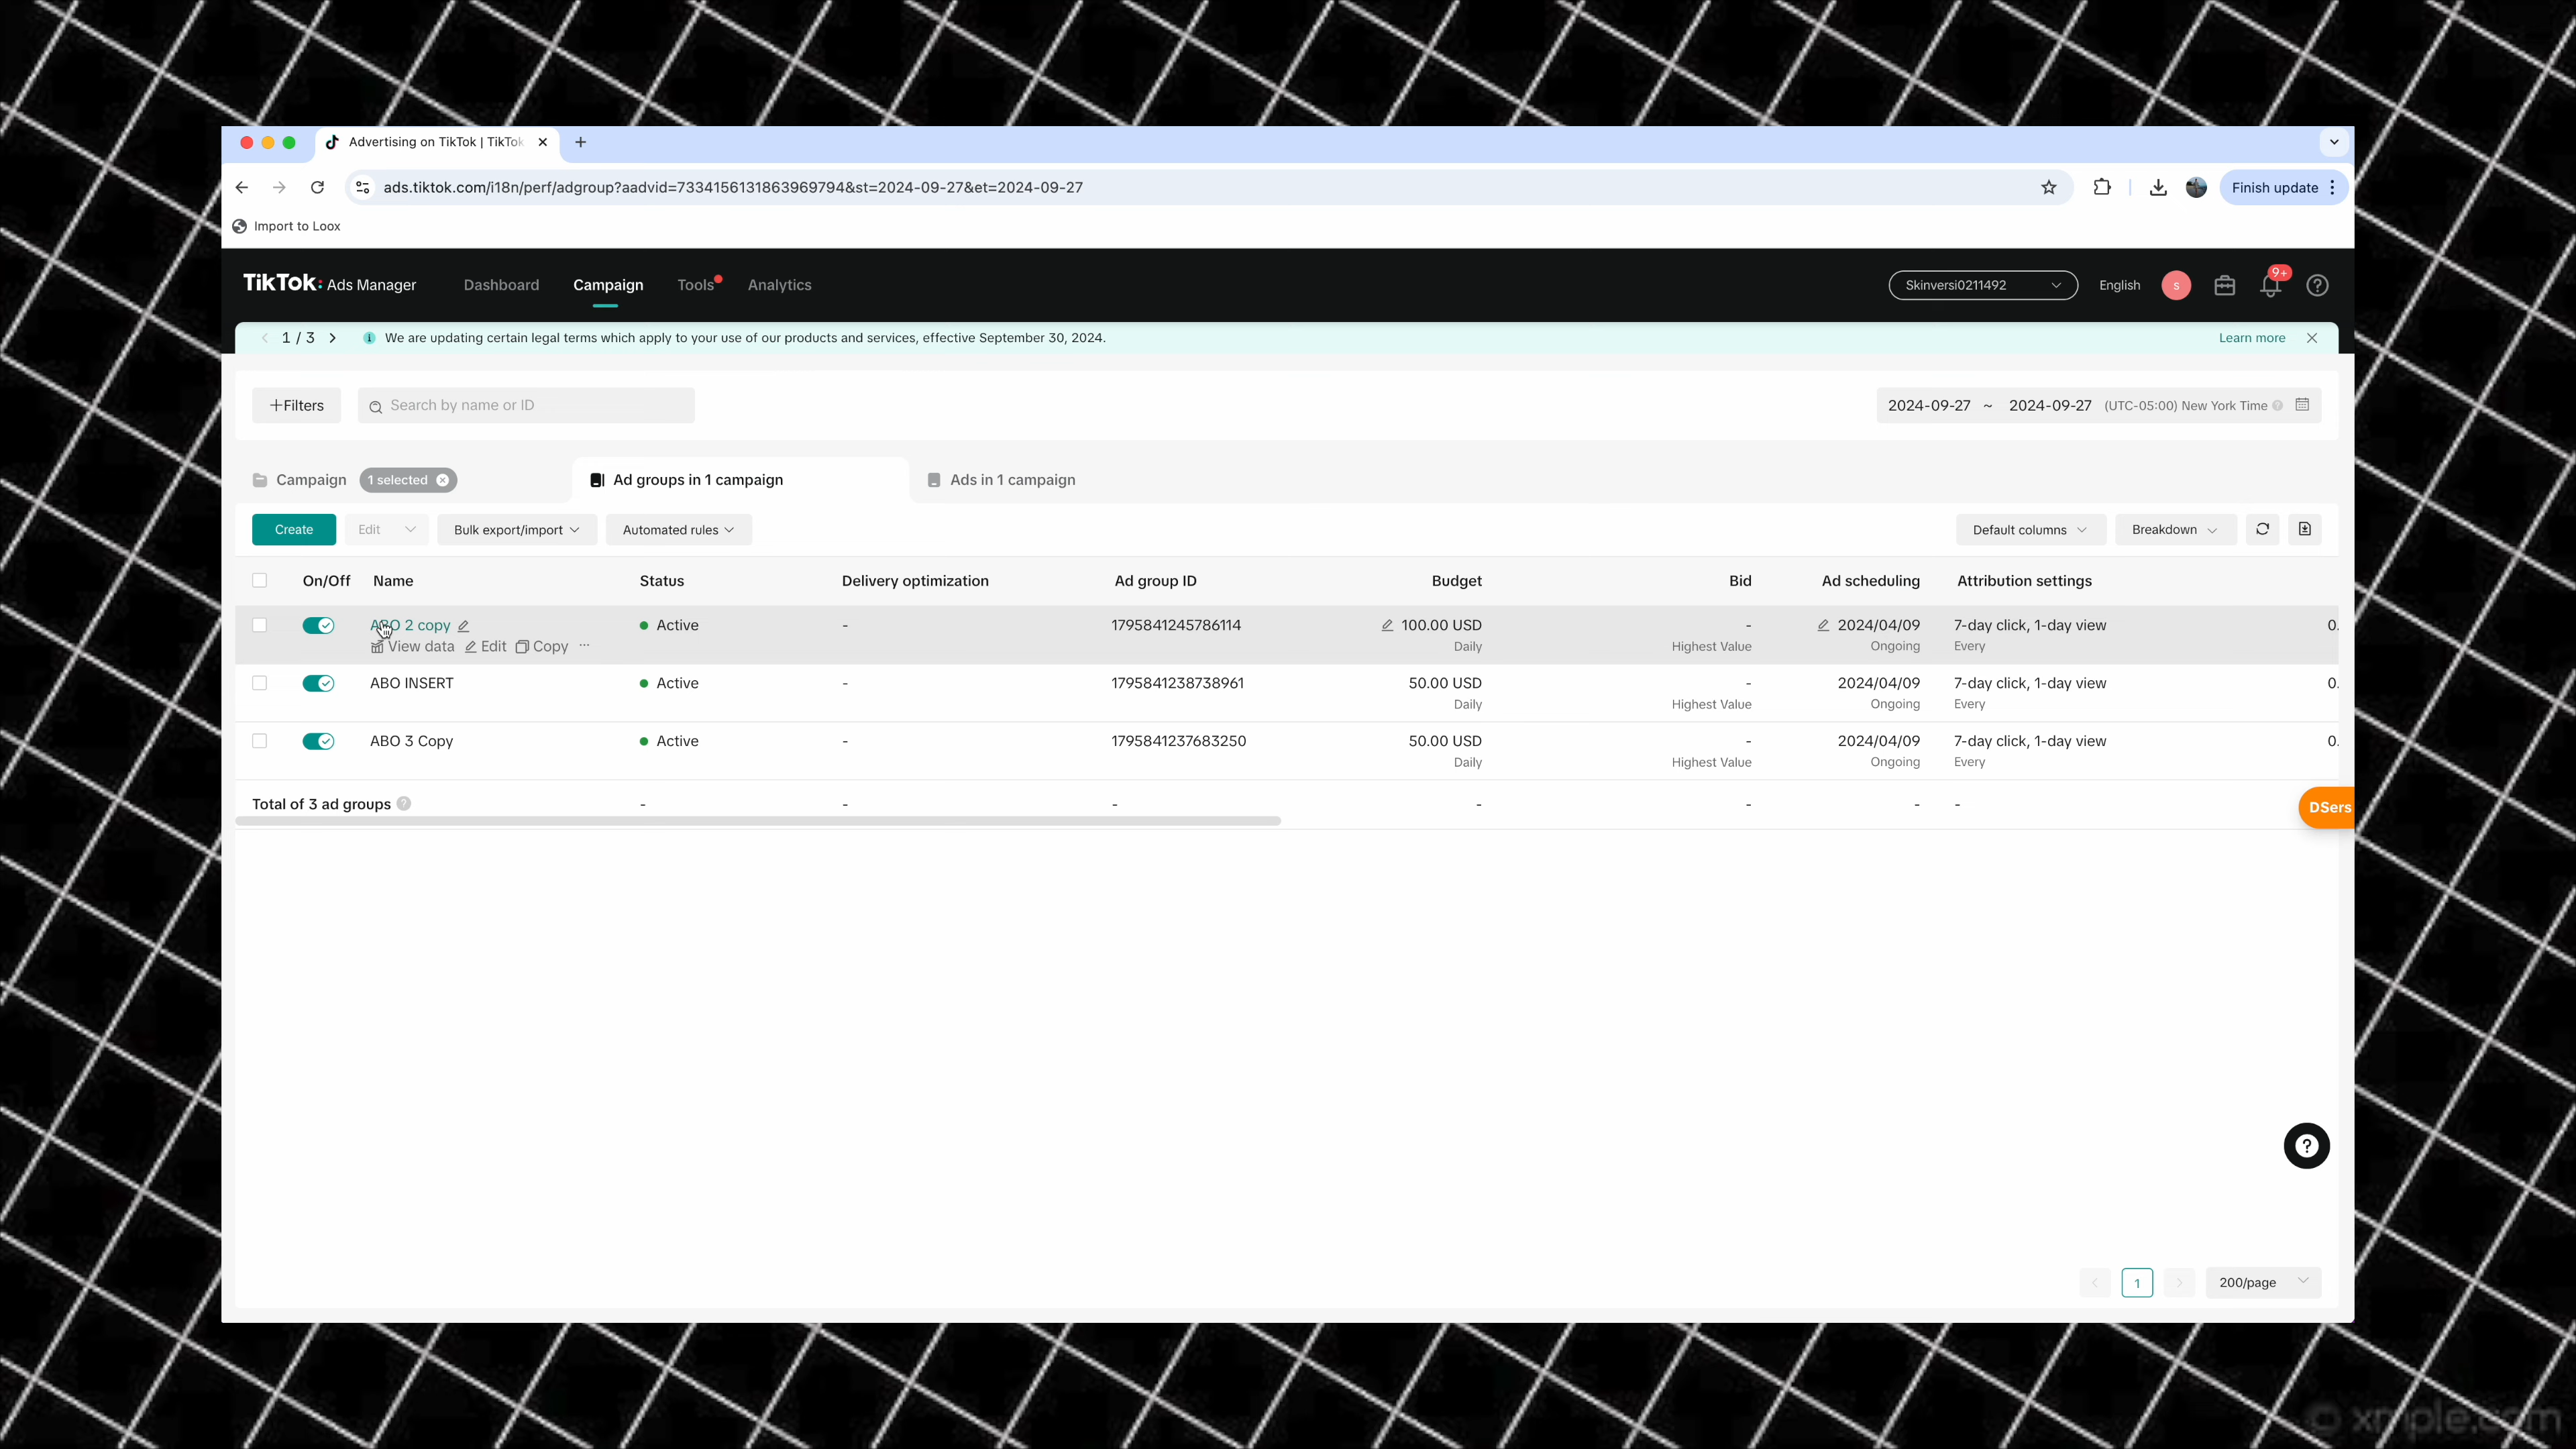 Advertising on TikTok | TikTok
ads.tiktok.com/i18n/perf/adgroup?aadvid=7334156131863969794&st=2024-09-27&et=2024-09-27
Finish update
Import to Loox
TikTok: Ads Manager Dashboard Campaign Tools Analytics Skinversi0211492 English S 9+
1 / 3 We are updating certain legal terms which apply to your use of our products and services, effective September 30, 2024. Learn more
+Filters Search by name or ID 2024-09-27 ~ 2024-09-27 (UTC-05:00) New York Time
Campaign 1 selected Ad groups in 1 campaign Ads in 1 campaign
Create Edit Bulk export/import Automated rules Default columns Breakdown
On/Off Name Status Delivery optimization Ad group ID Budget Bid Ad scheduling Attribution settings
ABO 2 copy Active - 1795841245786114 100.00 USD - 2024/04/09 7-day click, 1-day view 0.
View data Edit Copy ... Daily Highest Value Ongoing Every
ABO INSERT Active - 1795841238738961 50.00 USD - 2024/04/09 7-day click, 1-day view 0.
Daily Highest Value Ongoing Every
ABO 3 Copy Active - 1795841237683250 50.00 USD - 2024/04/09 7-day click, 1-day view 0.
Daily Highest Value Ongoing Every
Total of 3 ad groups ? - - - - - - -
DSers
?
1 200/page
© xmple.com